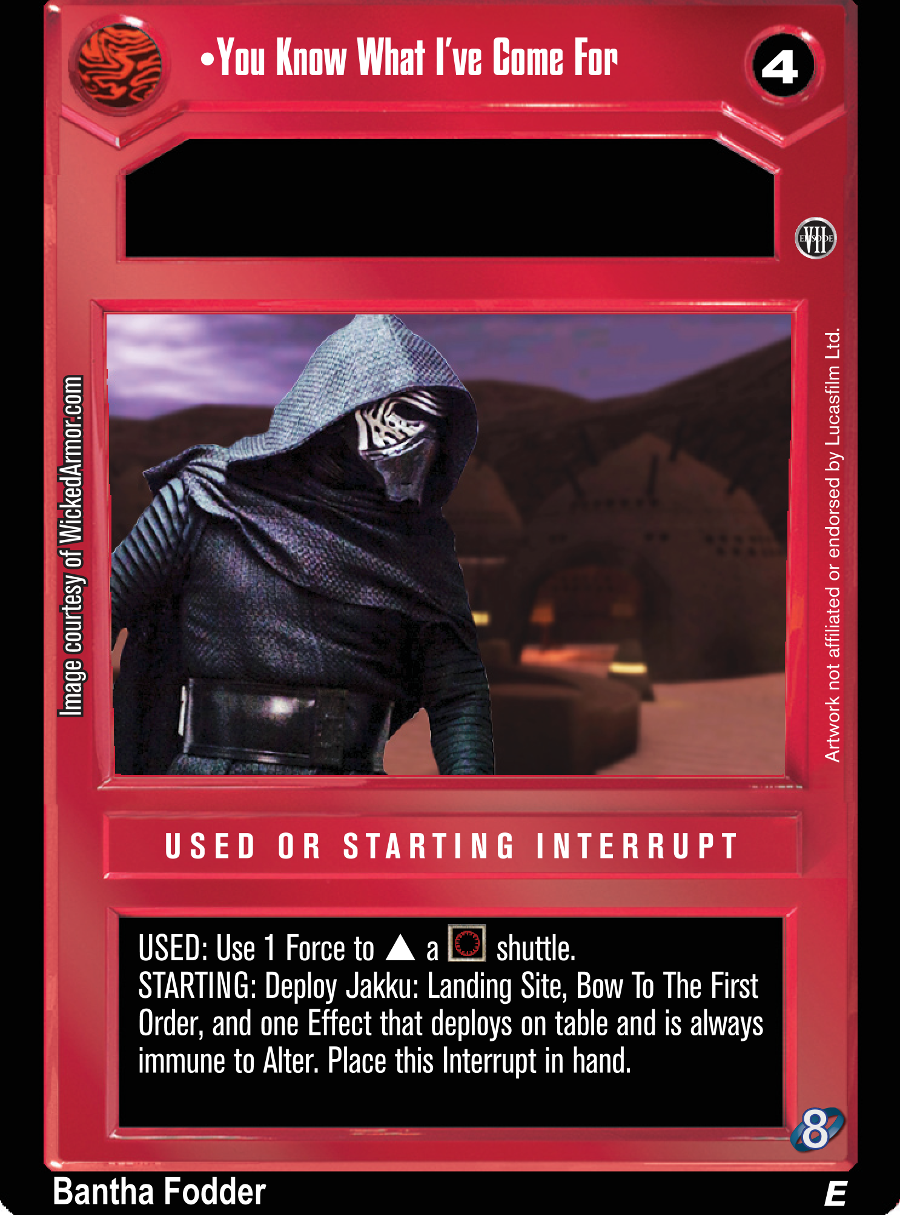 •You Know What I've Come For
4
EPISODE VII
Image courtesy of WickedArmor.com
Artwork not affiliated or endorsed by Lucasfilm Ltd.
USED OR STARTING INTERRUPT
USED: Use 1 Force to ▲ a shuttle.
STARTING: Deploy Jakku: Landing Site, Bow To The First
Order, and one Effect that deploys on table and is always
immune to Alter. Place this Interrupt in hand.
8
Bantha Fodder
E